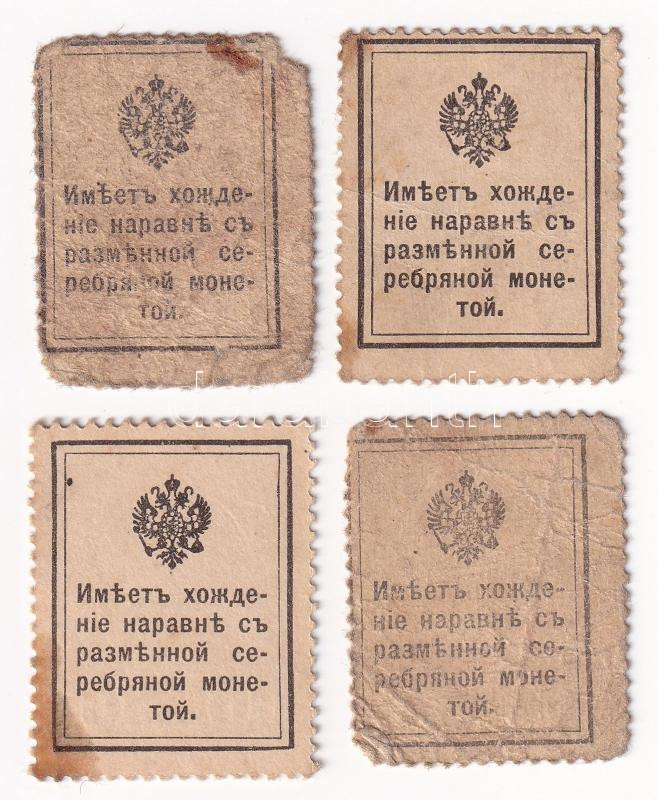 Имѣетъ хожде-
ніе наравнѣ съ
размѣнной се-
ребряной моне-
той.
Имѣетъ хожде-
ніе наравнѣ съ
размѣнной се-
ребряной моне-
той.
Имѣетъ хожде-
ніе наравнѣ съ
размѣнной се-
ребряной моне-
той.
Имѣетъ хожде-
ніе наравнѣ съ
размѣнной се-
ребряной моне-
той.